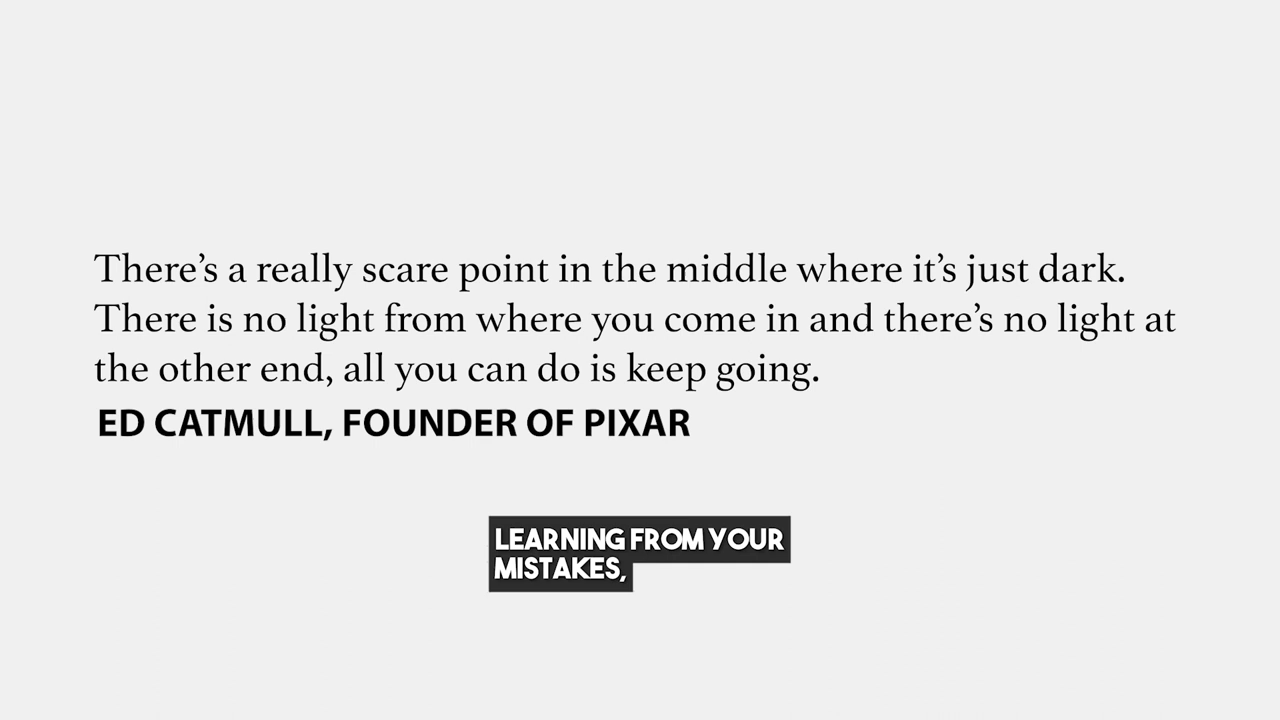 There’s a really scare point in the middle where it’s just dark.
There is no light from where you come in and there’s no light at
the other end, all you can do is keep going.
ED CATMULL, FOUNDER OF PIXAR
LEARNING FROM YOUR
MISTAKES,